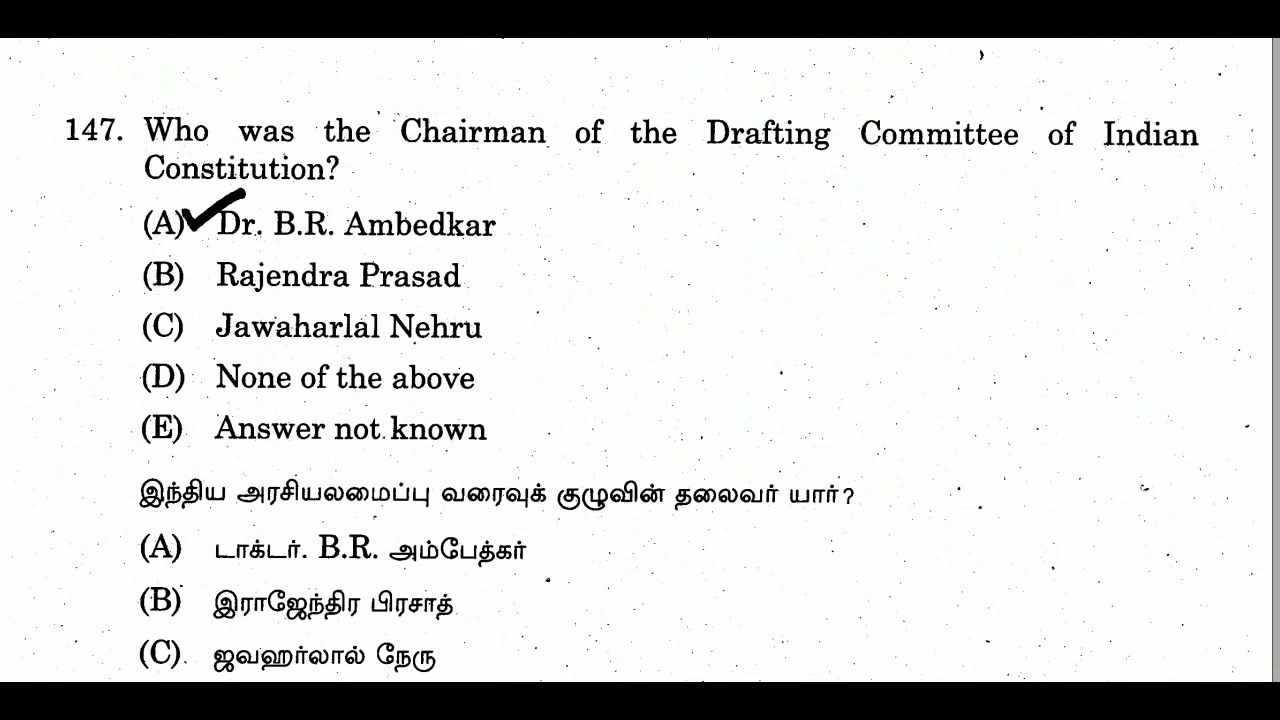 147. Who was the Chairman of the Drafting Committee of Indian
Constitution?
(A) Dr. B.R. Ambedkar
(B) Rajendra Prasad
(C) Jawaharlal Nehru
(D) None of the above
(E) Answer not known
இந்திய அரசியலமைப்பு வரைவுக் குழுவின் தலைவர் யார்?
(A) டாக்டர். B.R. அம்பேத்கர்
(B) இராஜேந்திர பிரசாத்
(C) ஜவஹர்லால் நேரு